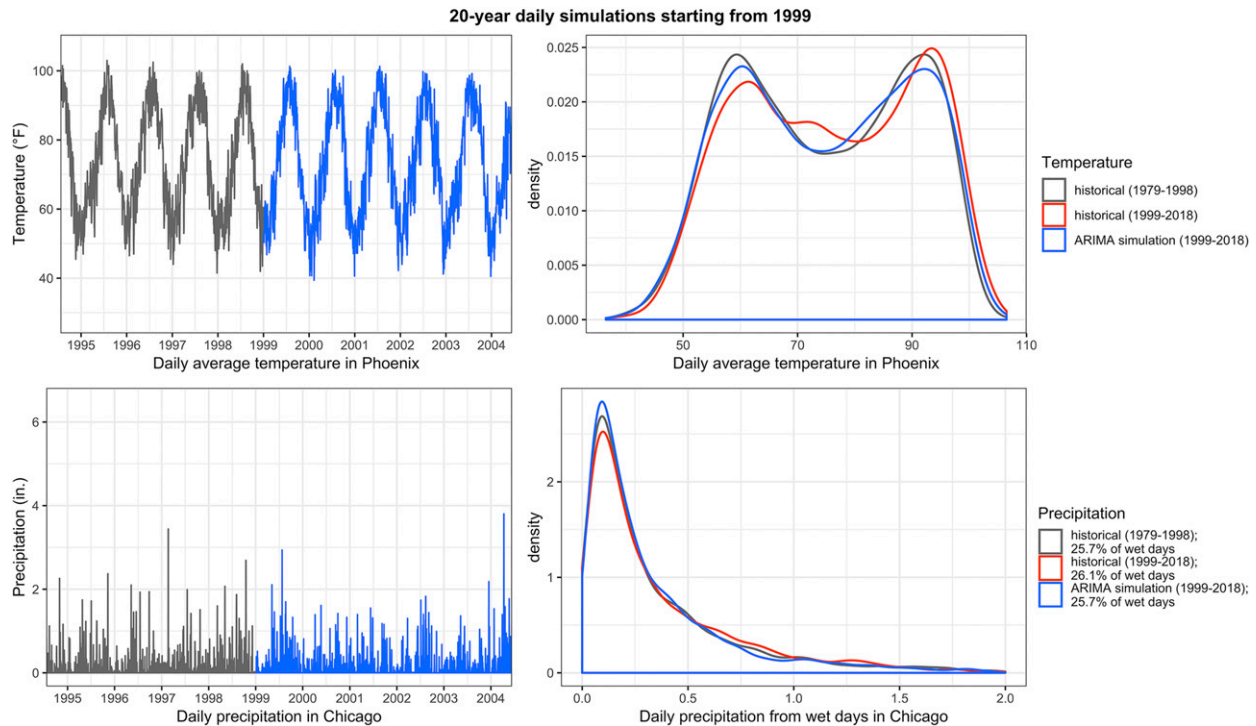 20-year daily simulations starting from 1999
Temperature (°F)
100
80
60
40
1995 1996 1997 1998 1999 2000 2001 2002 2003 2004
Daily average temperature in Phoenix
density
0.025
0.020
0.015
0.010
0.005
0.000
50 70 90 110
Daily average temperature in Phoenix
Temperature
historical (1979-1998)
historical (1999-2018)
ARIMA simulation (1999-2018)
Precipitation (in.)
6
4
2
0
1995 1996 1997 1998 1999 2000 2001 2002 2003 2004
Daily precipitation in Chicago
density
2
1
0
0.0 0.5 1.0 1.5 2.0
Daily precipitation from wet days in Chicago
Precipitation
historical (1979-1998);
25.7% of wet days
historical (1999-2018);
26.1% of wet days
ARIMA simulation (1999-2018);
25.7% of wet days